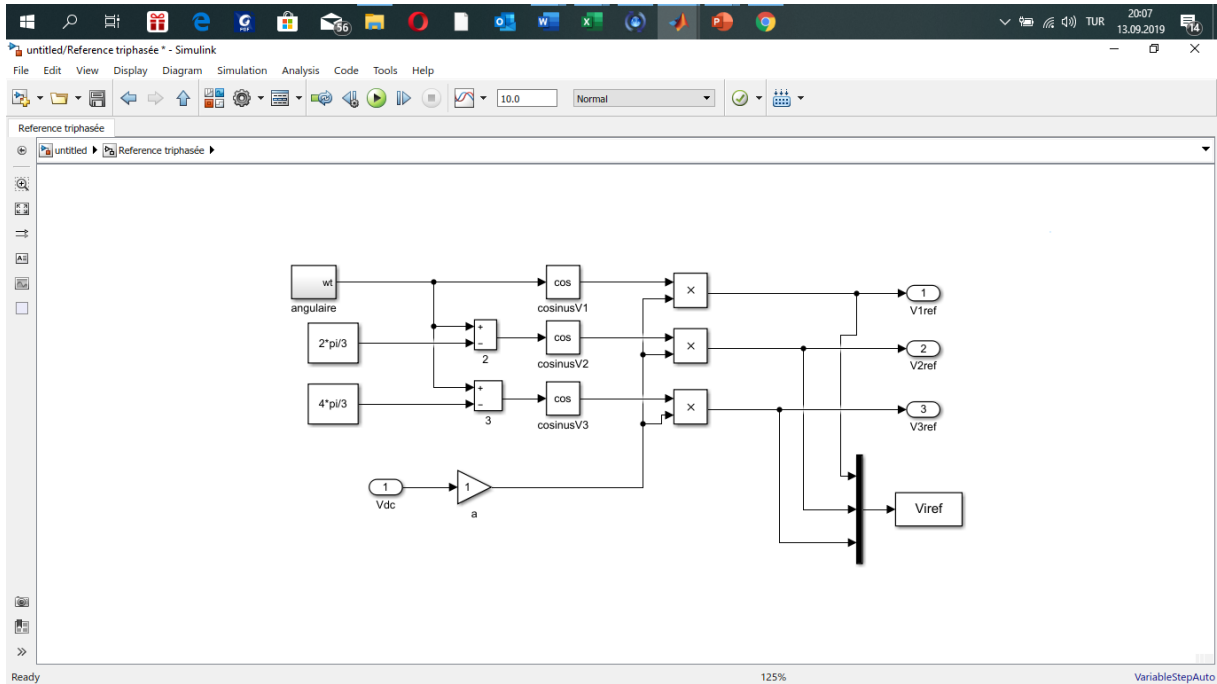 56
W
X
TUR
20:07
13.09.2019
14
untitled/Reference triphasée * - Simulink
File Edit View Display Diagram Simulation Analysis Code Tools Help
10.0
Normal
Reference triphasée
untitled Reference triphasée
wt
angulaire
cos
cosinusV1
×
1
V1ref
2*pi/3
+
−
2
cos
cosinusV2
×
2
V2ref
4*pi/3
+
−
3
cos
cosinusV3
×
3
V3ref
1
Vdc
1
a
Viref
Ready
125%
VariableStepAuto